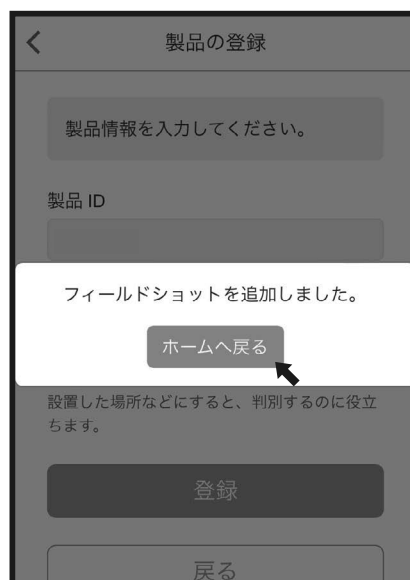 製品の登録
製品情報を入力してください。
製品 ID
フィールドショットを追加しました。
ホームへ戻る
設置した場所などにすると、判別するのに役立
ちます。
登録
戻る